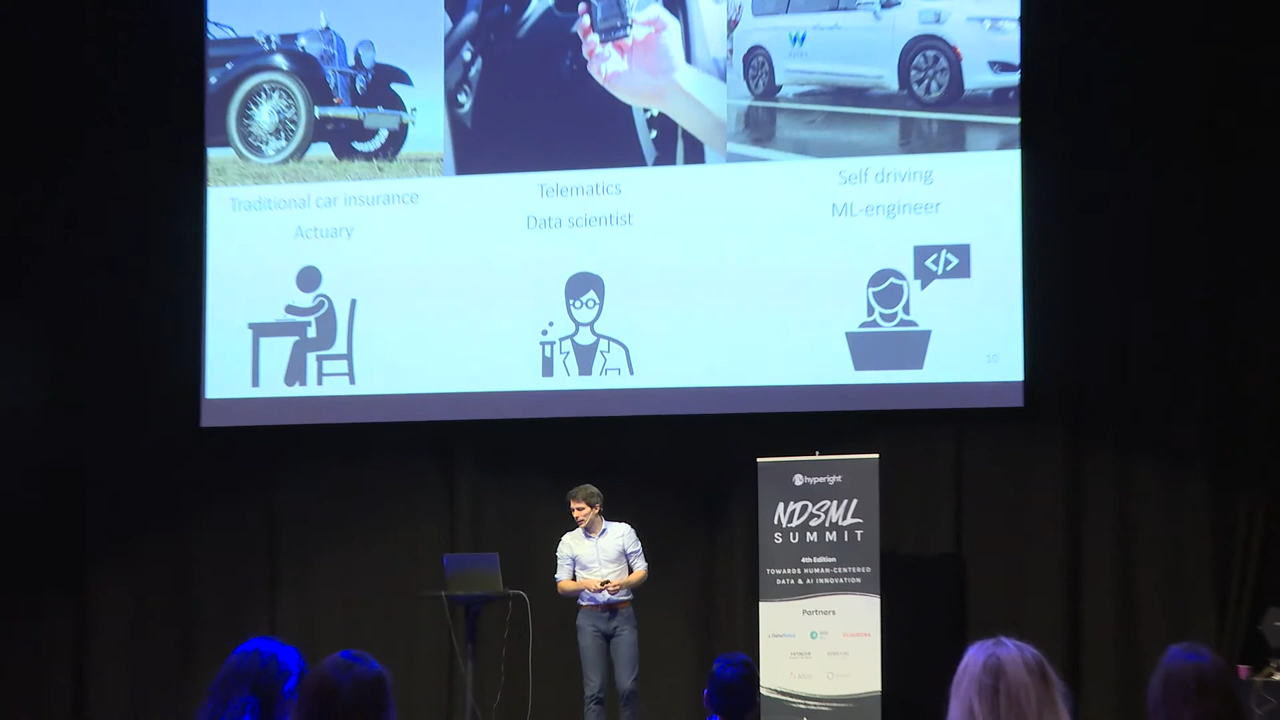 Traditional car insurance
Actuary
Telematics
Data scientist
Self driving
ML-engineer
</>
10
hyperight
NDSML
SUMMIT
4th Edition
TOWARDS HUMAN-CENTERED
DATA & AI INNOVATION
Partners